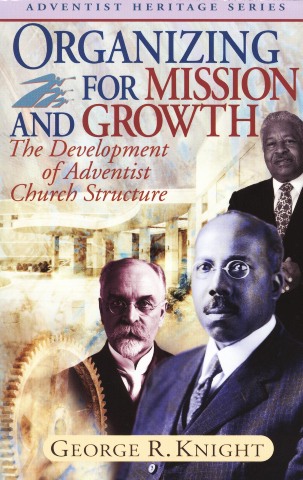 ADVENTIST HERITAGE SERIES
ORGANIZING
FOR MISSION
AND GROWTH
The Development
of Adventist
Church Structure
GEORGE R. KNIGHT